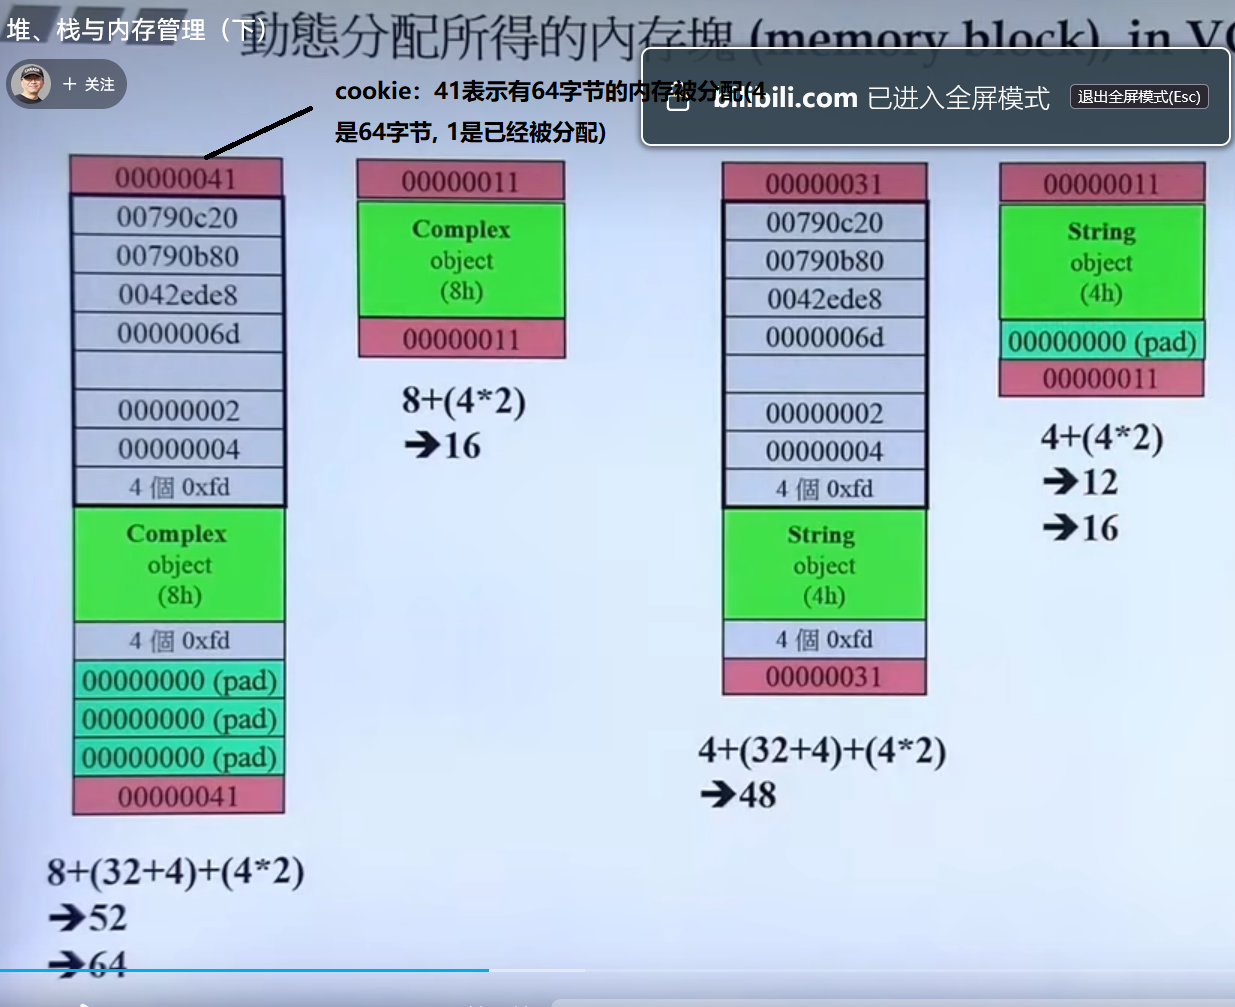 堆、栈与内存管理（下）
動態分配所得的內存塊 (memory block), in VC
关注
cookie：41表示有64字节的内存被分配(4
是64字节, 1是已经被分配)
bilibili.com 已进入全屏模式
退出全屏模式(Esc)
00000041
00790c20
00790b80
0042ede8
0000006d
00000002
00000004
4 個 0xfd
Complex
object
(8h)
4 個 0xfd
00000000 (pad)
00000000 (pad)
00000000 (pad)
00000041
8+(32+4)+(4*2)
➔52
➔64
00000011
Complex
object
(8h)
00000011
8+(4*2)
➔16
00000031
00790c20
00790b80
0042ede8
0000006d
00000002
00000004
4 個 0xfd
String
object
(4h)
4 個 0xfd
00000031
4+(32+4)+(4*2)
➔48
00000011
String
object
(4h)
00000000 (pad)
00000011
4+(4*2)
➔12
➔16